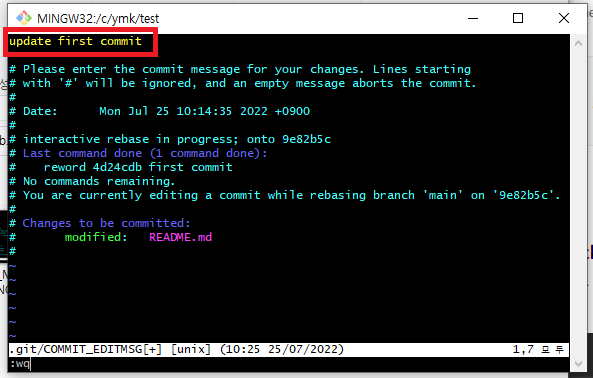 MINGW32:/c/ymk/test
update first commit
# Please enter the commit message for your changes. Lines starting
# with '#' will be ignored, and an empty message aborts the commit.
#
# Date:      Mon Jul 25 10:14:35 2022 +0900
#
# interactive rebase in progress; onto 9e82b5c
# Last command done (1 command done):
#    reword 4d24cdb first commit
# No commands remaining.
# You are currently editing a commit while rebasing branch 'main' on '9e82b5c'.
#
# Changes to be committed:
#       modified:   README.md
#
~
~
~
~
.git/COMMIT_EDITMSG[+] [unix] (10:25 25/07/2022) 1,7 모두
:wq